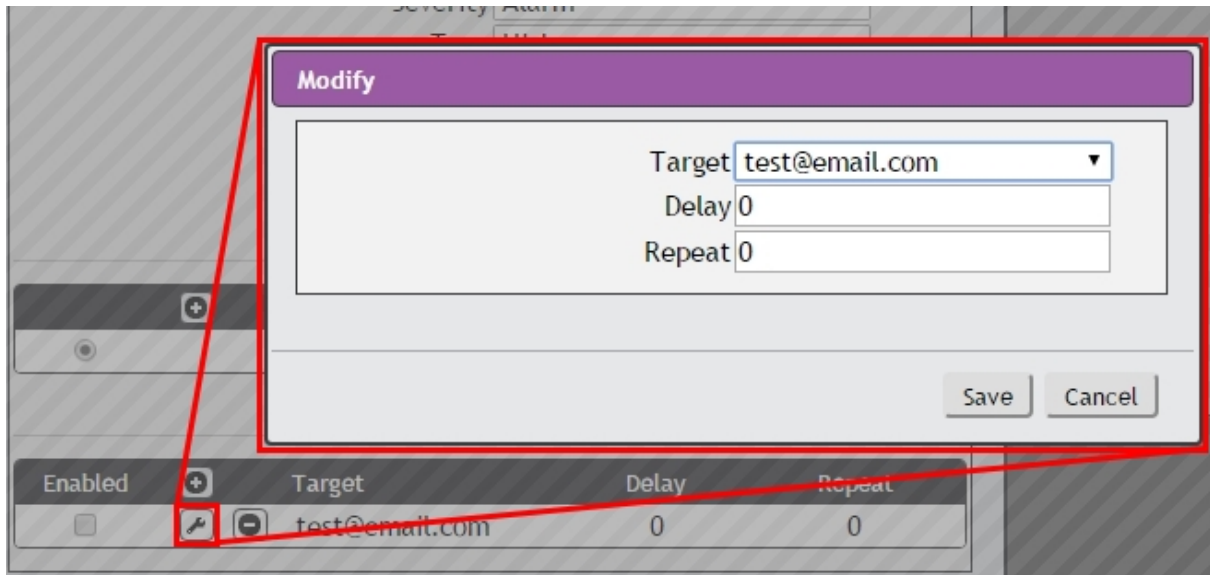 Severity Alarm
Modify
Target test@email.com
Delay 0
Repeat 0
Save Cancel
Enabled Target Delay Repeat
test@email.com 0 0